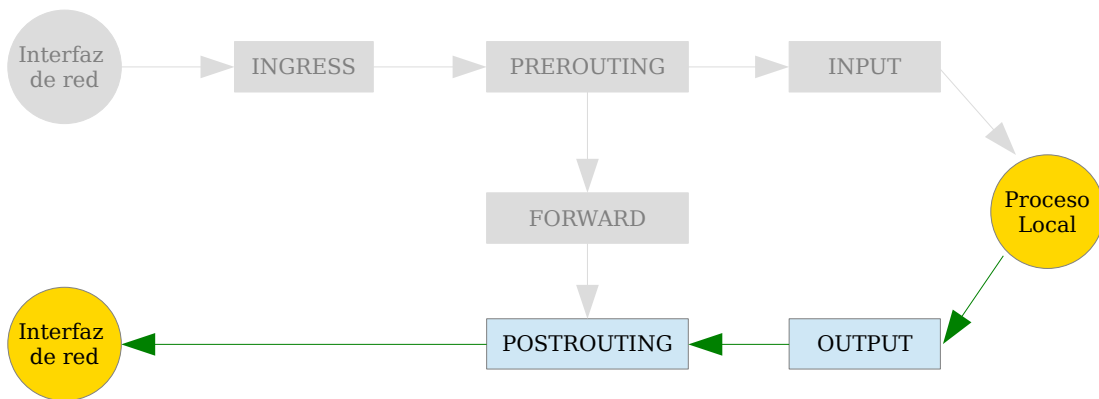 Interfaz
de red
INGRESS
PREROUTING
INPUT
Proceso
Local
FORWARD
Interfaz
de red
POSTROUTING
OUTPUT